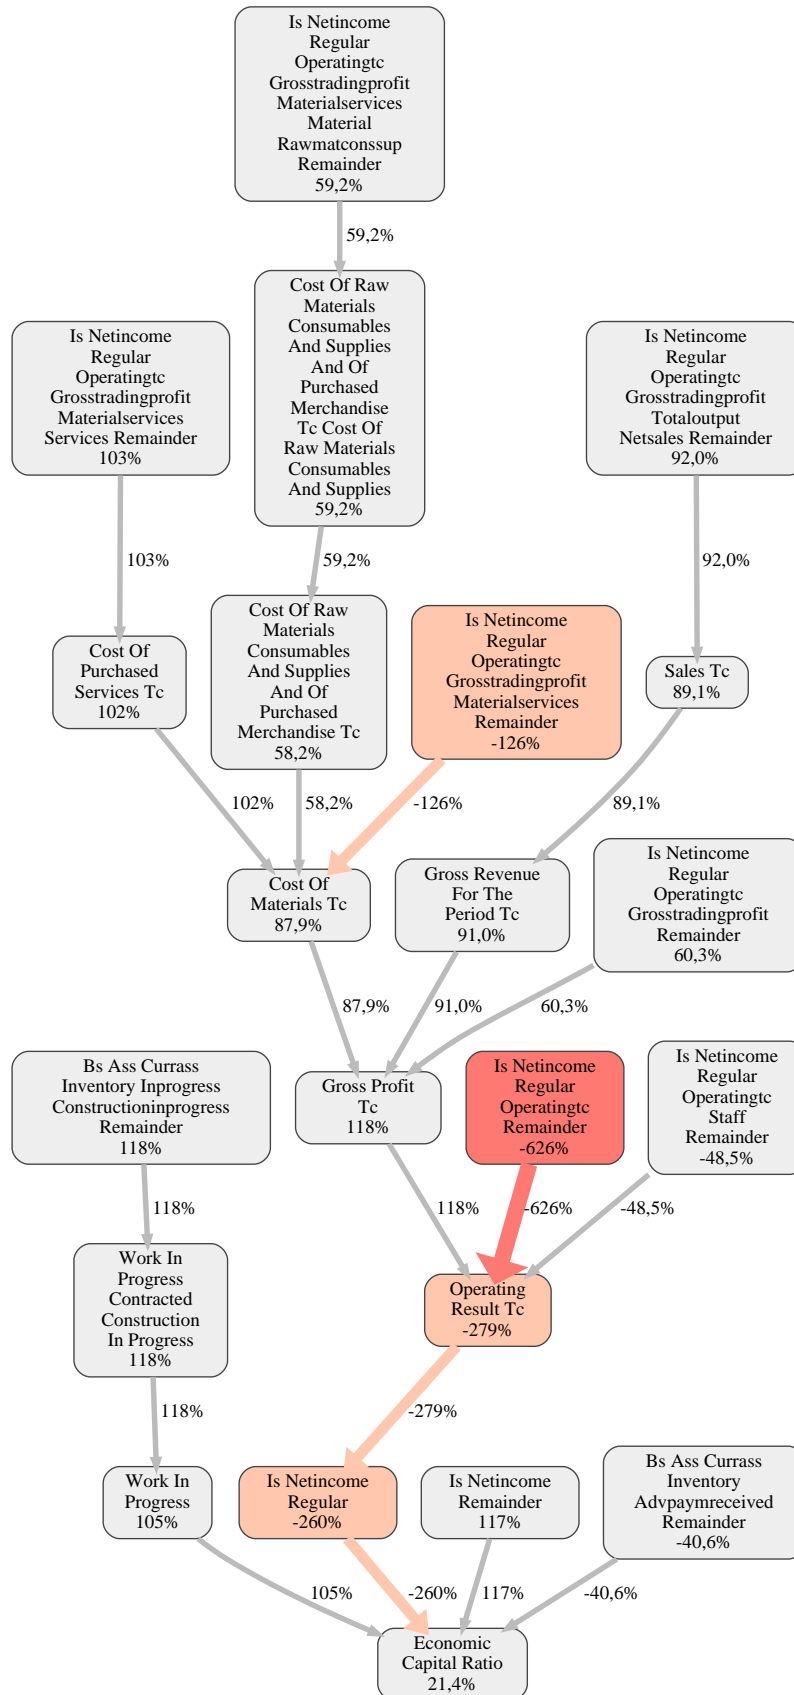 Is Netincome
Regular
Operatingtc
Grosstradingprofit
Materialservices
Material
Rawmatconssup
Remainder
59,2%
59,2%
Cost Of Raw
Materials
Consumables
And Supplies
And Of
Purchased
Merchandise
Tc Cost Of
Raw Materials
Consumables
And Supplies
59,2%
Is Netincome
Regular
Operatingtc
Grosstradingprofit
Materialservices
Services Remainder
103%
Is Netincome
Regular
Operatingtc
Grosstradingprofit
Totaloutput
Netsales Remainder
92,0%
103%
59,2%
92,0%
Cost Of
Purchased
Services Tc
102%
Cost Of Raw
Materials
Consumables
And Supplies
And Of
Purchased
Merchandise Tc
58,2%
Is Netincome
Regular
Operatingtc
Grosstradingprofit
Materialservices
Remainder
-126%
Sales Tc
89,1%
102%
58,2%
-126%
89,1%
Cost Of
Materials Tc
87,9%
Gross Revenue
For The
Period Tc
91,0%
Is Netincome
Regular
Operatingtc
Grosstradingprofit
Remainder
60,3%
87,9%
91,0%
60,3%
Bs Ass Currass
Inventory Inprogress
Constructioninprogress
Remainder
118%
Gross Profit
Tc
118%
Is Netincome
Regular
Operatingtc
Remainder
-626%
Is Netincome
Regular
Operatingtc
Staff
Remainder
-48,5%
118%
118%
-626%
-48,5%
Work In
Progress
Contracted
Construction
In Progress
118%
Operating
Result Tc
-279%
118%
-279%
Work In
Progress
105%
Is Netincome
Regular
-260%
Is Netincome
Remainder
117%
Bs Ass Currass
Inventory
Advpaymreceived
Remainder
-40,6%
105%
-260%
117%
-40,6%
Economic
Capital Ratio
21,4%